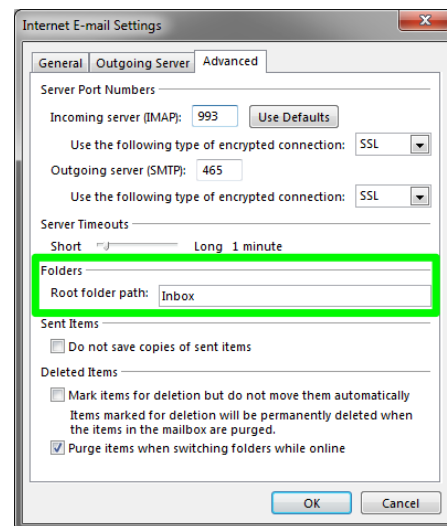 Internet E-mail Settings
General Outgoing Server Advanced
Server Port Numbers
Incoming server (IMAP): 993 Use Defaults
Use the following type of encrypted connection: SSL
Outgoing server (SMTP): 465
Use the following type of encrypted connection: SSL
Server Timeouts
Short Long 1 minute
Folders
Root folder path: Inbox
Sent Items
Do not save copies of sent items
Deleted Items
Mark items for deletion but do not move them automatically
Items marked for deletion will be permanently deleted when
the items in the mailbox are purged.
Purge items when switching folders while online
OK Cancel